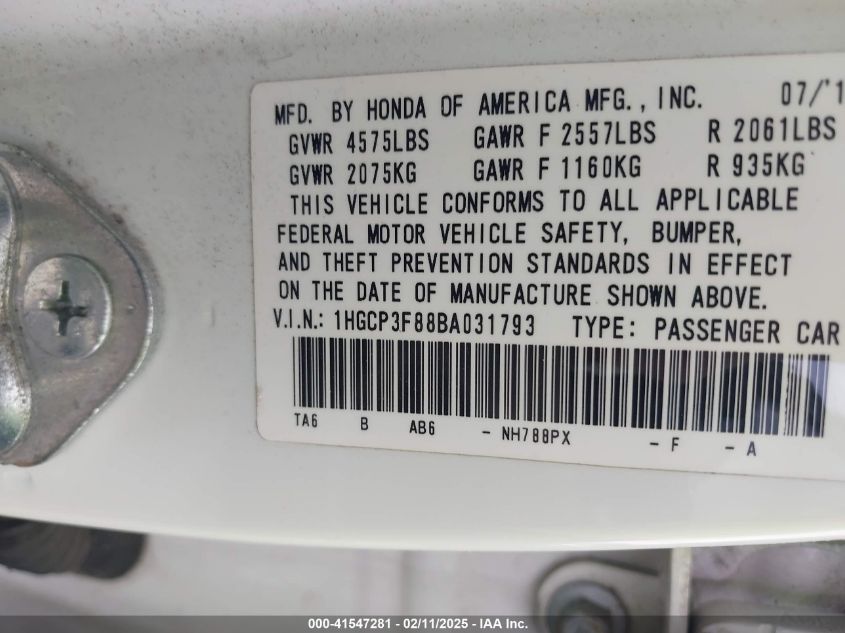 MFD. BY HONDA OF AMERICA MFG., INC. 07/'1
GVWR 4575LBS GAWR F 2557LBS R 2061LBS
GVWR 2075KG GAWR F 1160KG R 935KG
THIS VEHICLE CONFORMS TO ALL APPLICABLE
FEDERAL MOTOR VEHICLE SAFETY, BUMPER,
AND THEFT PREVENTION STANDARDS IN EFFECT
ON THE DATE OF MANUFACTURE SHOWN ABOVE.
V.I.N.: 1HGCP3F88BA031793 TYPE: PASSENGER CAR
TA6 B AB6 - NH788PX - F - A
000-41547281 - 02/11/2025 - IAA Inc.